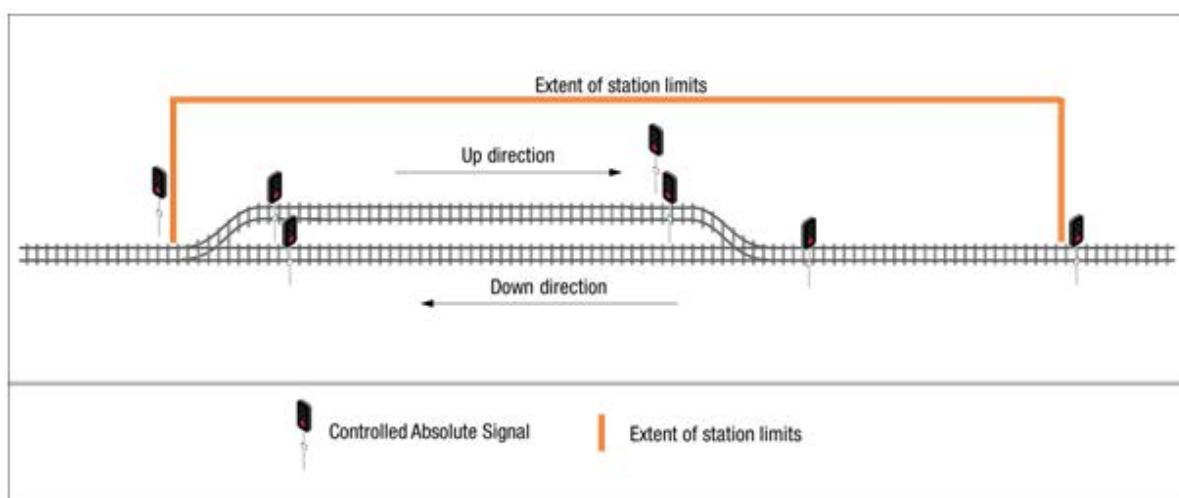 Extent of station limits
Up direction
Down direction
Controlled Absolute Signal
Extent of station limits